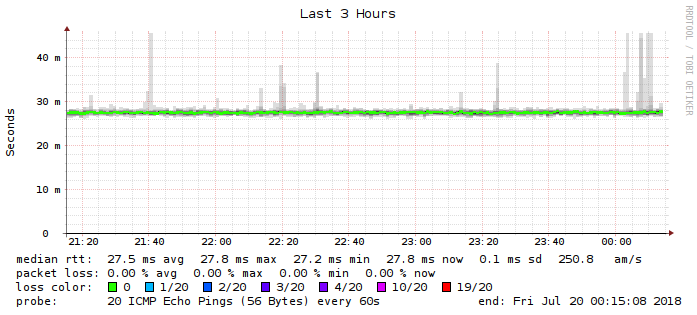 Last 3 Hours
RRDTOOL / TOBI OETIKER
Seconds
40 m
30 m
20 m
10 m
0
21:20 21:40 22:00 22:20 22:40 23:00 23:20 23:40 00:00
median rtt: 27.5 ms avg 27.8 ms max 27.2 ms min 27.8 ms now 0.1 ms sd 250.8 am/s
packet loss: 0.00 % avg 0.00 % max 0.00 % min 0.00 % now
loss color: 0 1/20 2/20 3/20 4/20 10/20 19/20
probe: 20 ICMP Echo Pings (56 Bytes) every 60s end: Fri Jul 20 00:15:08 2018